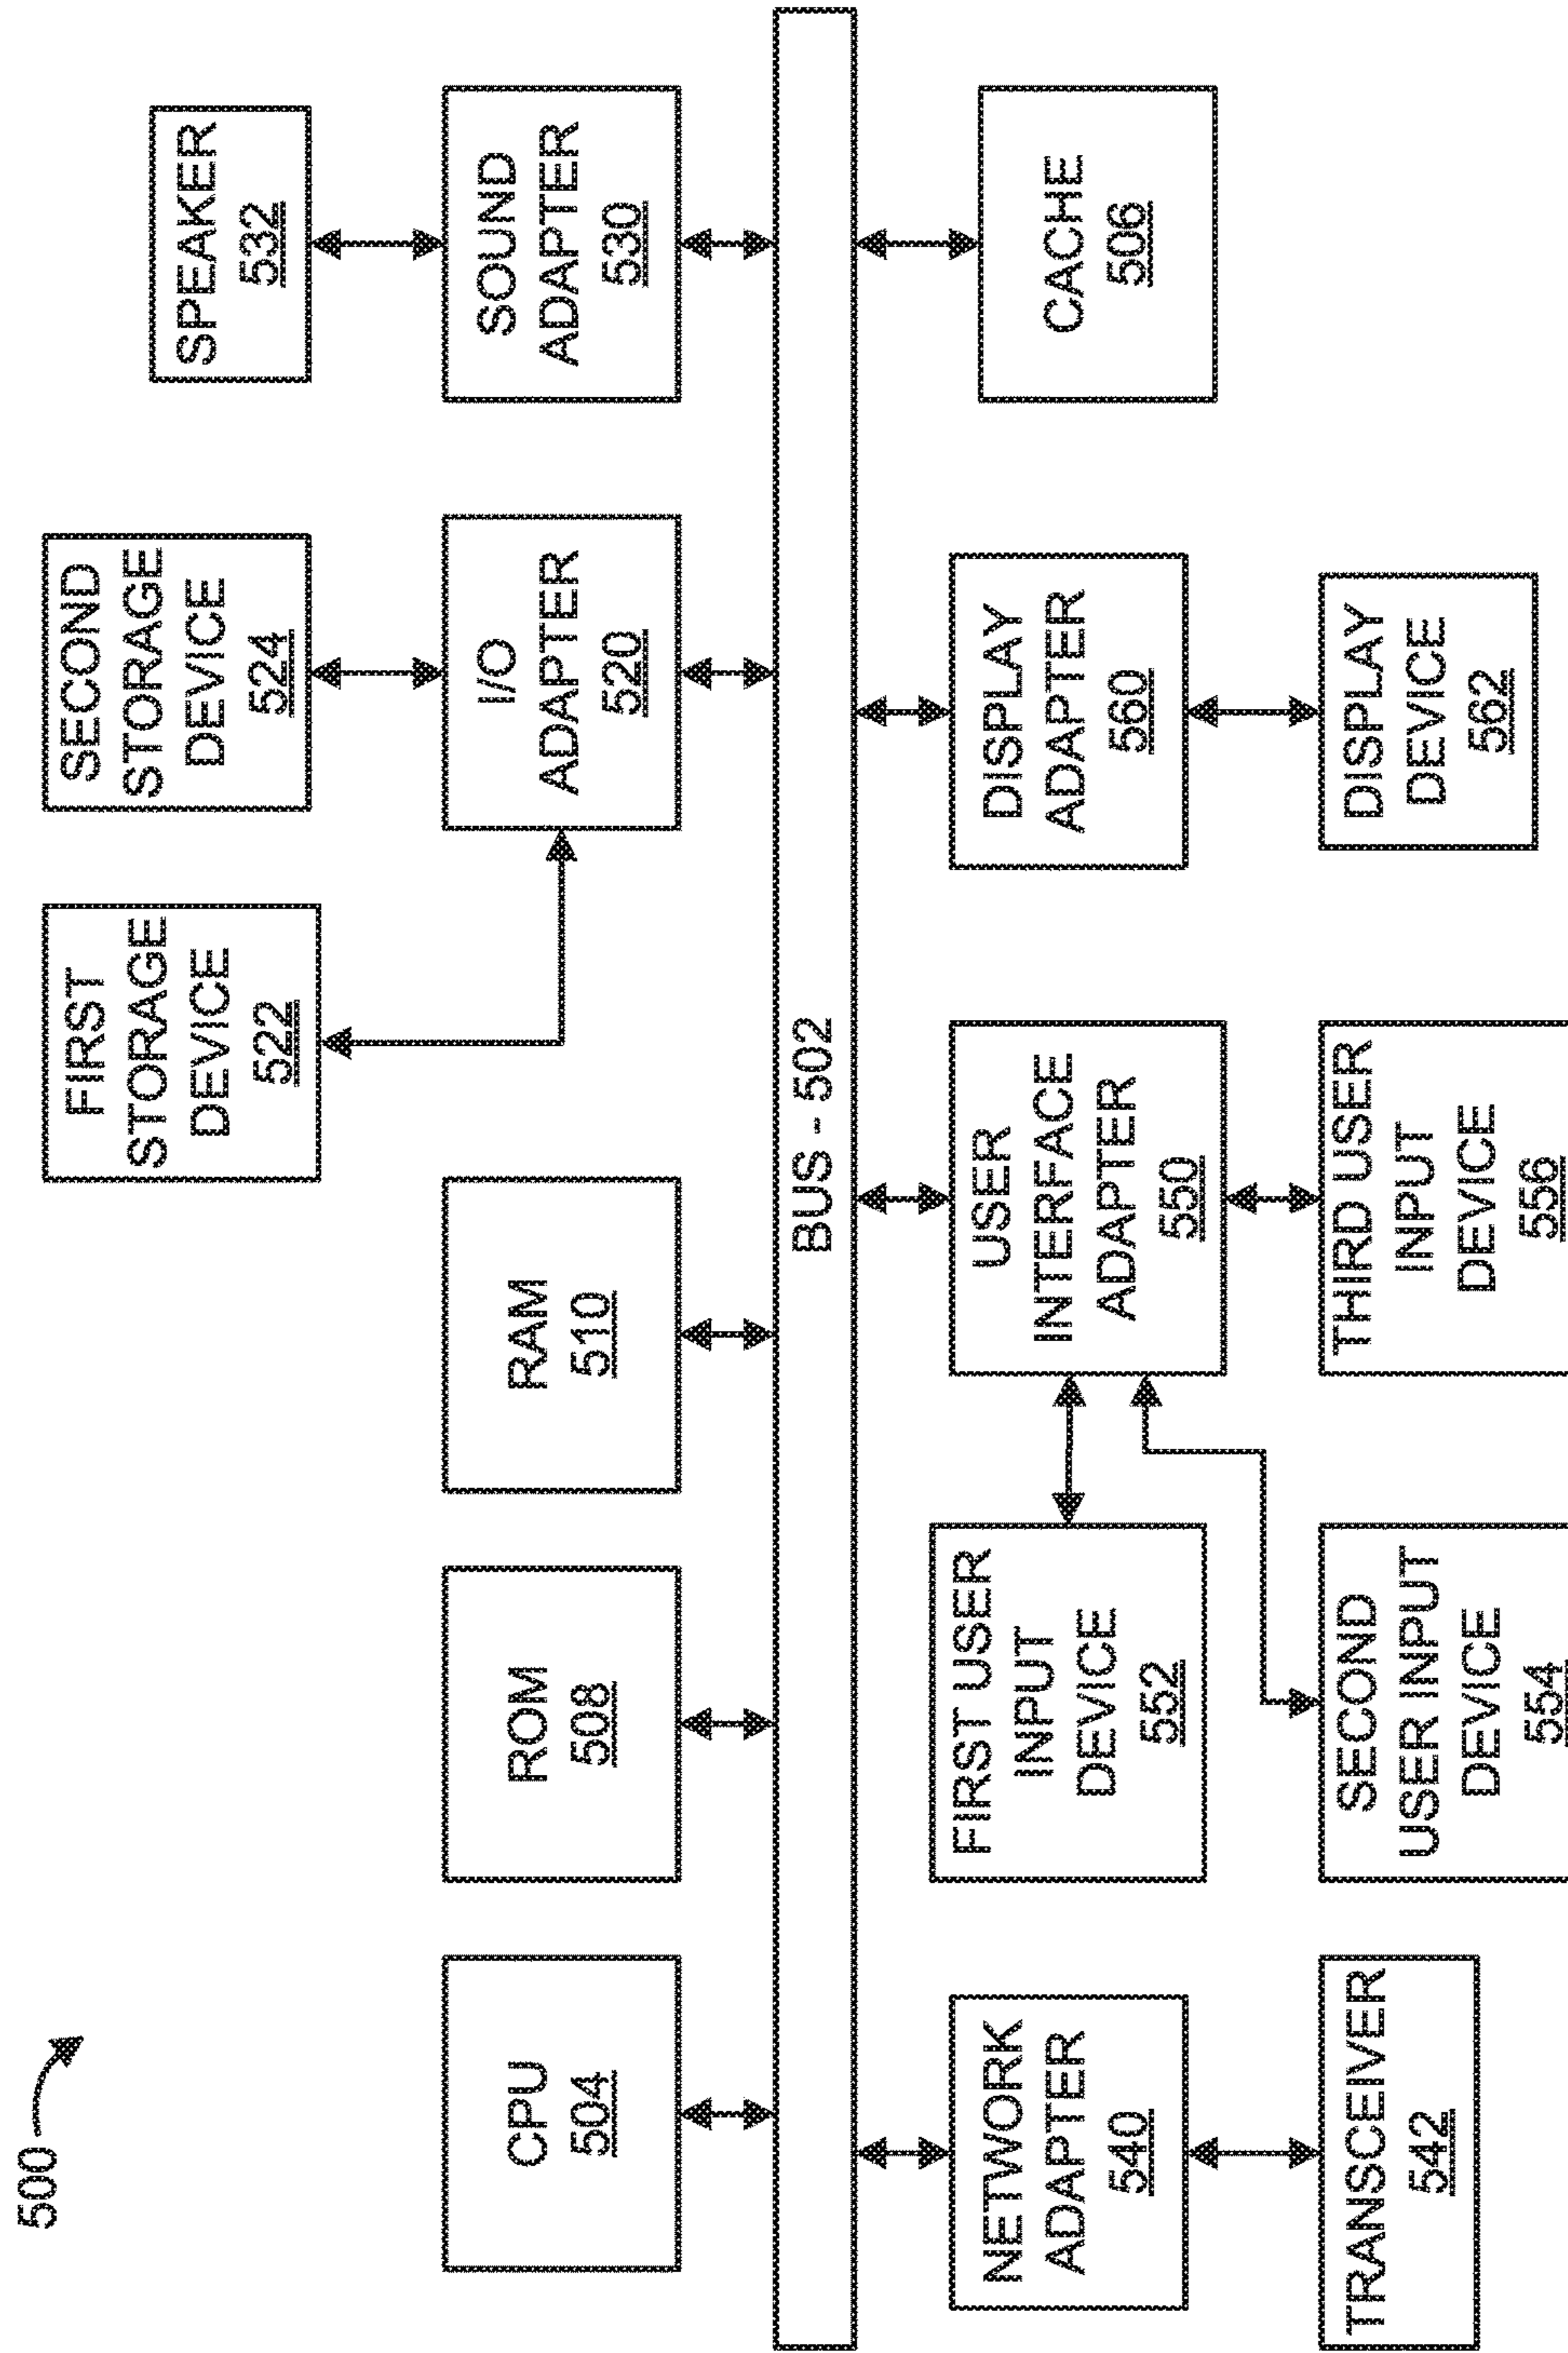 500
FIRST
STORAGE
DEVICE
522
SECOND
STORAGE
DEVICE
524
SPEAKER
532
CPU
504
ROM
508
RAM
510
I/O
ADAPTER
520
SOUND
ADAPTER
530
BUS - 502
NETWORK
ADAPTER
540
FIRST USER
INPUT
DEVICE
552
USER
INTERFACE
ADAPTER
550
DISPLAY
ADAPTER
560
CACHE
506
TRANSCEIVER
542
SECOND
USER INPUT
DEVICE
554
THIRD USER
INPUT
DEVICE
556
DISPLAY
DEVICE
562